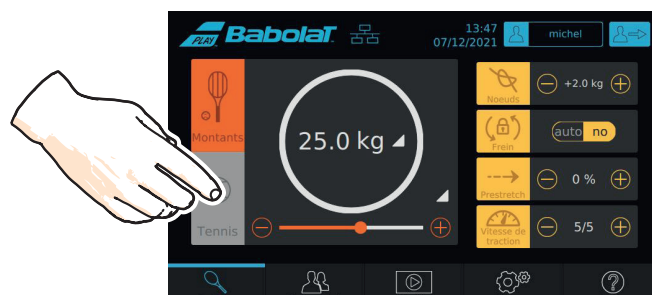 PLAY Babolat
13:47
07/12/2021
michel
Montants
Tennis
25.0 kg
Noeuds
+2.0 kg
Frein
auto no
Prestretch
0 %
Vitesse de
traction
5/5
?